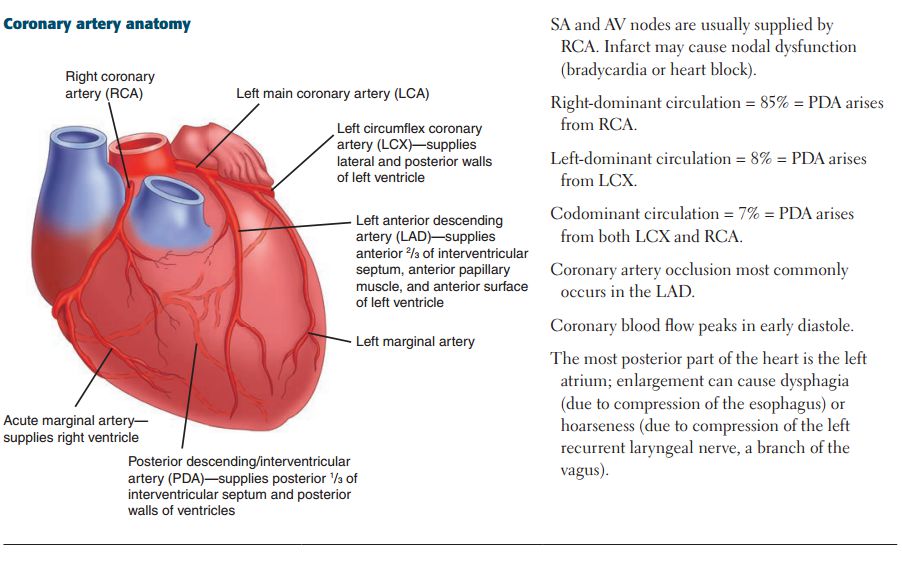 Coronary artery anatomy
Right coronary
artery (RCA)
Left main coronary artery (LCA)
Left circumflex coronary
artery (LCX)—supplies
lateral and posterior walls
of left ventricle
Left anterior descending
artery (LAD)—supplies
anterior 2/3 of interventricular
septum, anterior papillary
muscle, and anterior surface
of left ventricle
Left marginal artery
Acute marginal artery—
supplies right ventricle
Posterior descending/interventricular
artery (PDA)—supplies posterior 1/3 of
interventricular septum and posterior
walls of ventricles
SA and AV nodes are usually supplied by
RCA. Infarct may cause nodal dysfunction
(bradycardia or heart block).
Right-dominant circulation = 85% = PDA arises
from RCA.
Left-dominant circulation = 8% = PDA arises
from LCX.
Codominant circulation = 7% = PDA arises
from both LCX and RCA.
Coronary artery occlusion most commonly
occurs in the LAD.
Coronary blood flow peaks in early diastole.
The most posterior part of the heart is the left
atrium; enlargement can cause dysphagia
(due to compression of the esophagus) or
hoarseness (due to compression of the left
recurrent laryngeal nerve, a branch of the
vagus).